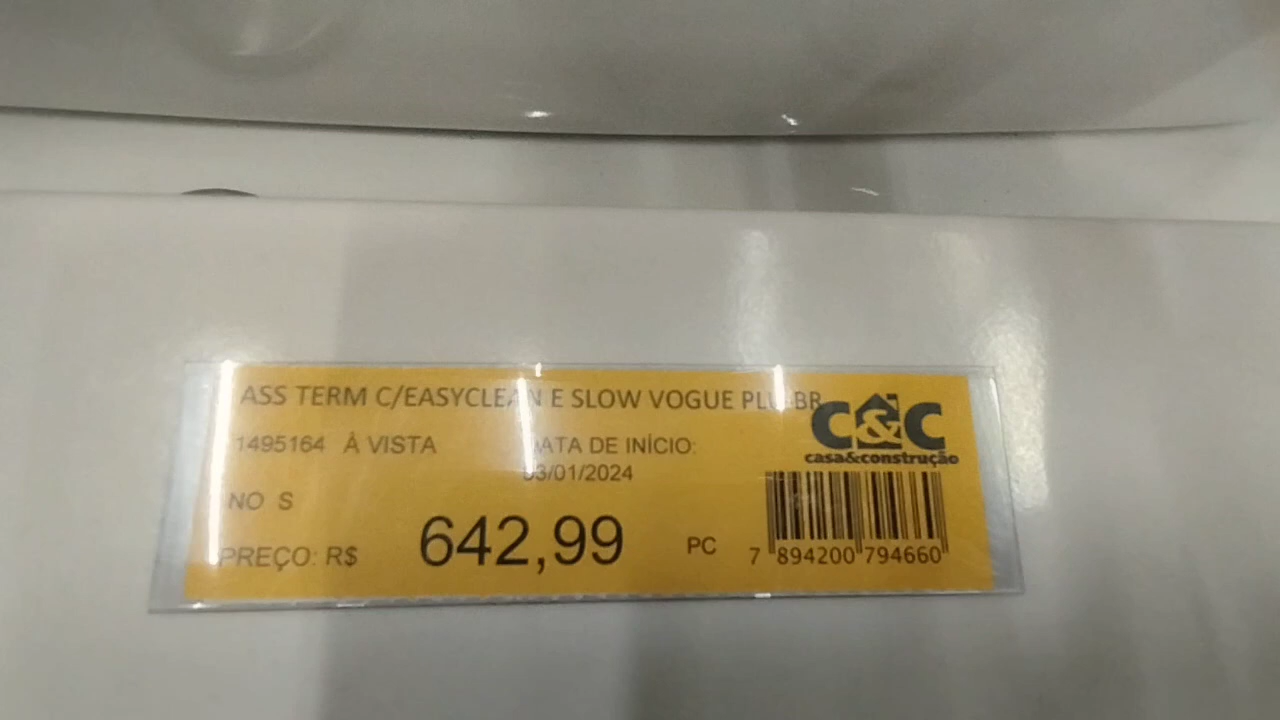 ASS TERM C/EASYCLEAN E SLOW VOGUE PLU BR
C&C
casa&construção
1495164 À VISTA
DATA DE INÍCIO:
03/01/2024
NO S
PREÇO: R$ 642,99 PC
7 894200 794660